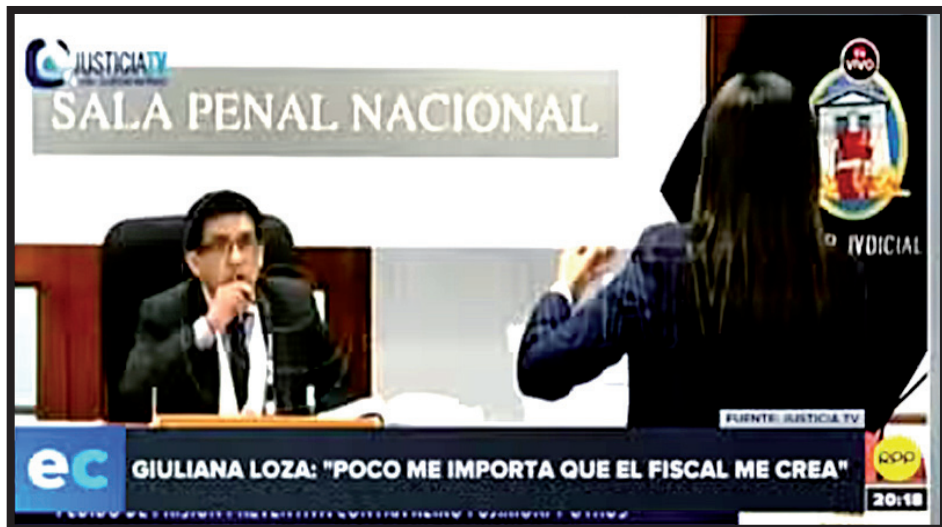 JUSTICIATV
SALA PENAL NACIONAL
EN
VIVO
IVDICIAL
FUENTE: JUSTICIA TV
ec
GIULIANA LOZA: "POCO ME IMPORTA QUE EL FISCAL ME CREA"
RPP
20:18